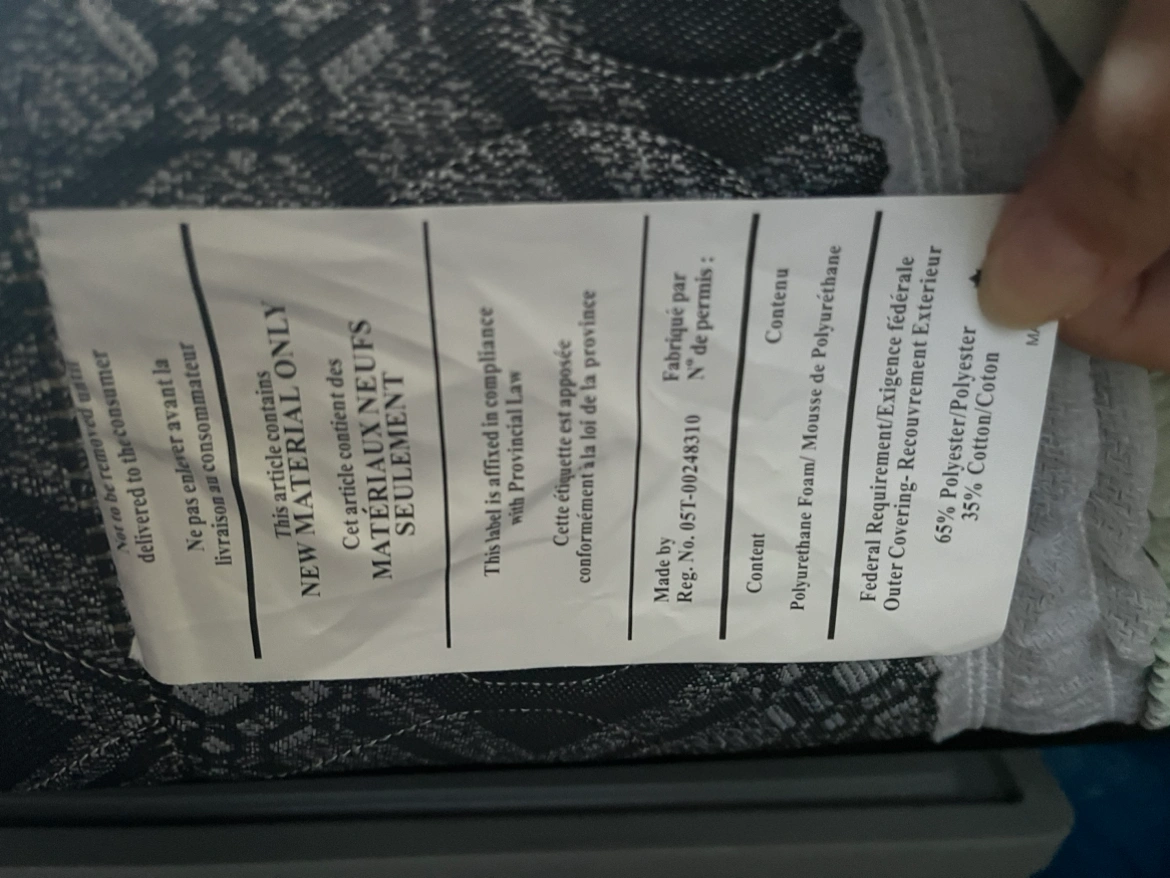 Not to be removed until
delivered to the consumer
Ne pas enlever avant la
livraison au consommateur
This article contains
NEW MATERIAL ONLY
Cet article contient des
MATÉRIAUX NEUFS
SEULEMENT
This label is affixed in compliance
with Provincial Law
Cette étiquette est apposée
conformément à la loi de la province
Made by Fabriqué par
Reg. No. 05T-00248310 Nºˢ de permis :
Content Contenu
Polyurethane Foam/ Mousse de Polyuréthane
Federal Requirement/Exigence fédérale
Outer Covering- Recouvrement Exterieur
65% Polyester/Polyester
35% Cotton/Coton